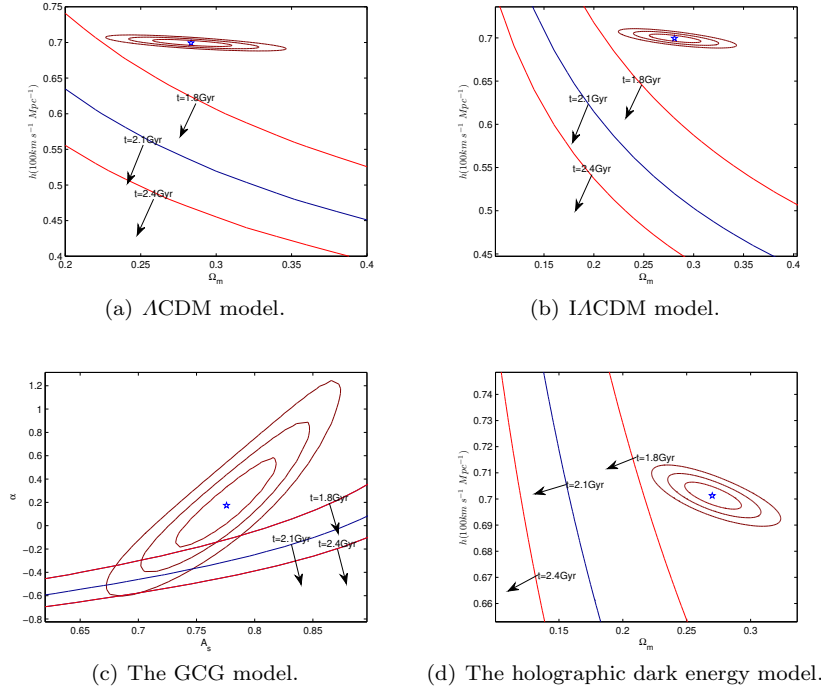 0.75
0.7
0.65
0.6
0.55
0.5
0.45
0.4
0.2 0.25 0.3 0.35 0.4
h(100km s⁻¹ Mpc⁻¹)
Ω_m
t=1.8Gyr
t=2.1Gyr
t=2.4Gyr
(a) ΛCDM model.
0.7
0.65
0.6
0.55
0.5
0.45
0.15 0.2 0.25 0.3 0.35 0.4
h(100km s⁻¹ Mpc⁻¹)
Ω_m
t=1.8Gyr
t=2.1Gyr
t=2.4Gyr
(b) IΛCDM model.
1.2
1
0.8
0.6
0.4
0.2
0
−0.2
−0.4
−0.6
−0.8
0.65 0.7 0.75 0.8 0.85
α
A_s
t=1.8Gyr
t=2.1Gyr
t=2.4Gyr
(c) The GCG model.
0.74
0.73
0.72
0.71
0.7
0.69
0.68
0.67
0.66
0.15 0.2 0.25 0.3
h(100km s⁻¹ Mpc⁻¹)
Ω_m
t=1.8Gyr
t=2.1Gyr
t=2.4Gyr
(d) The holographic dark energy model.